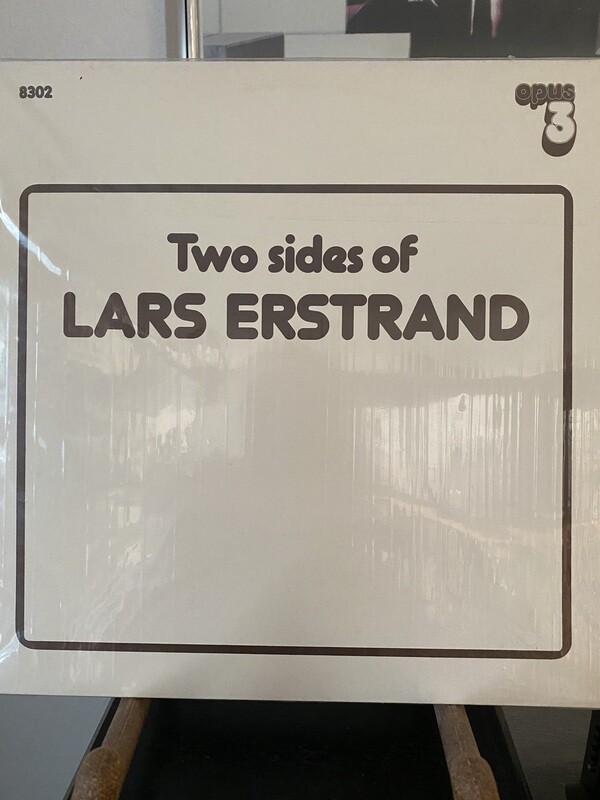 8302
opus
3
Two sides of
LARS ERSTRAND